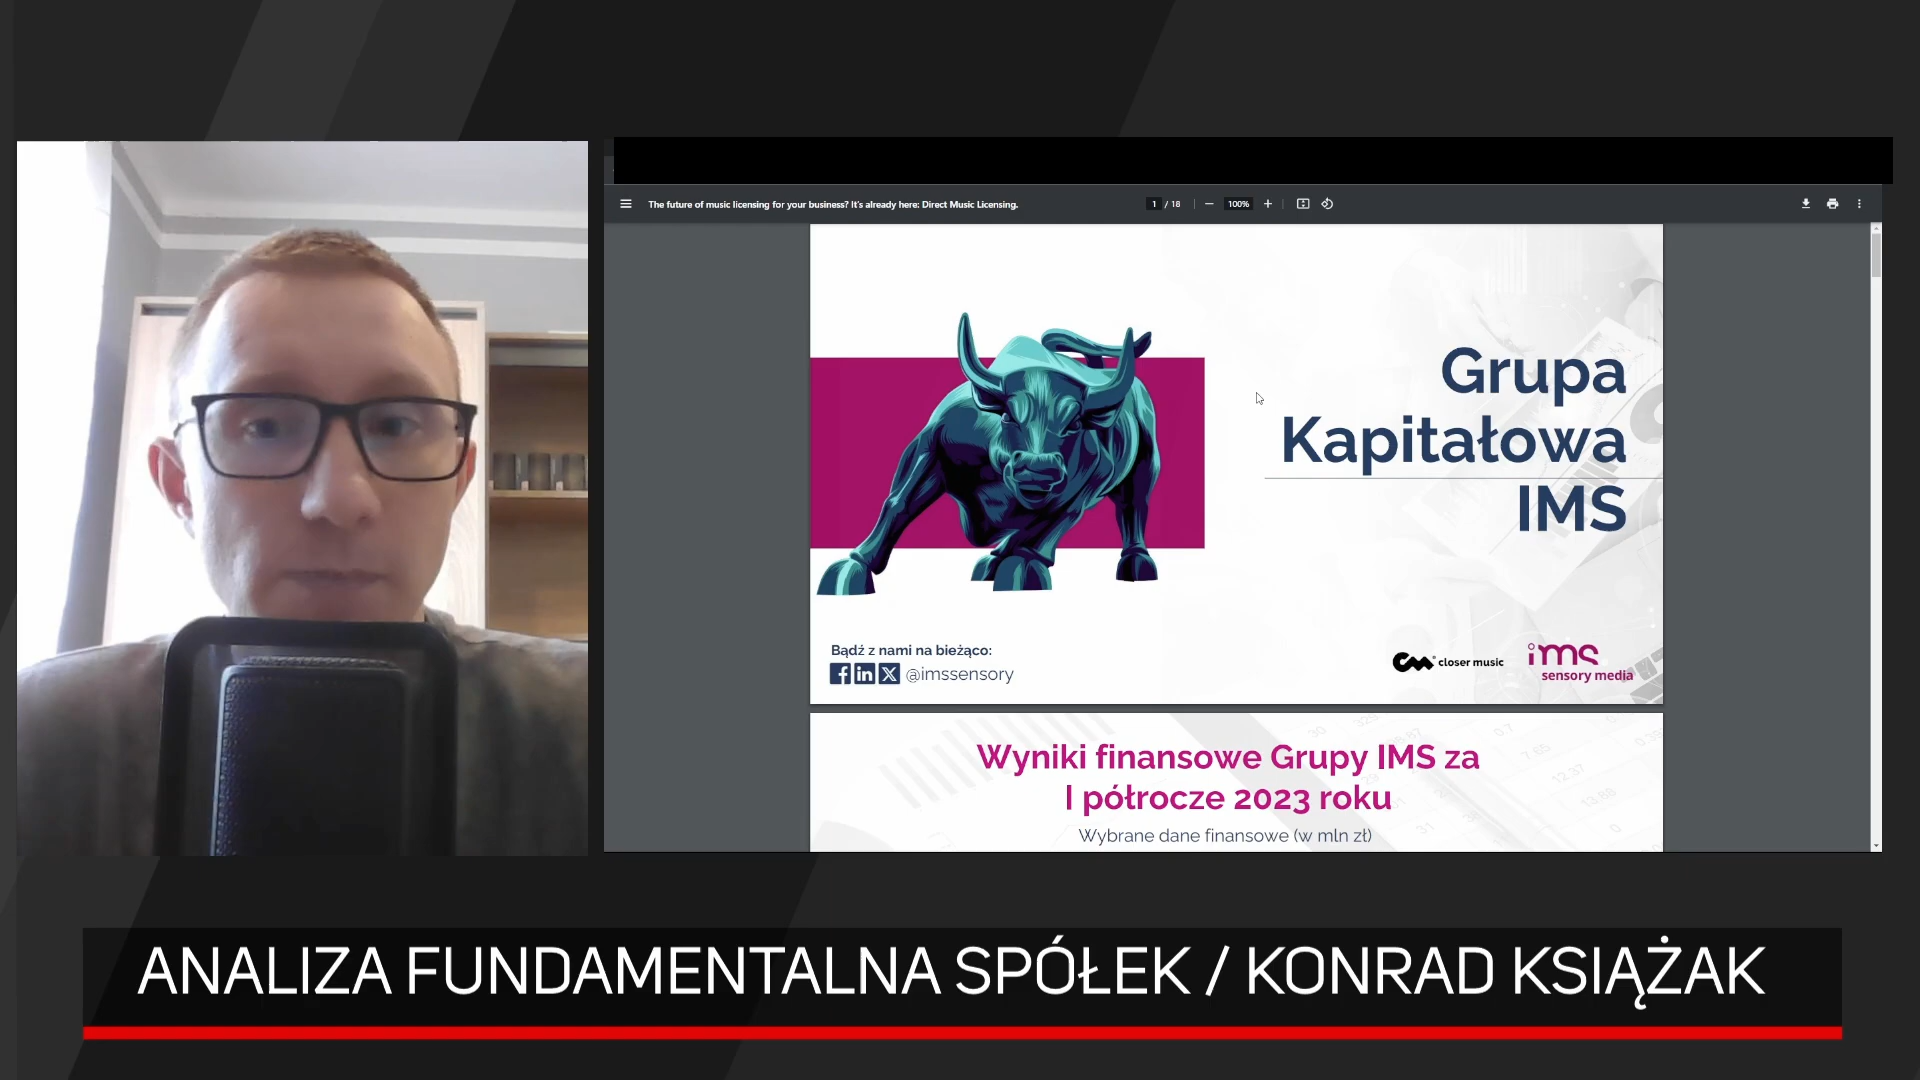 The future of music licensing for your business? It's already here: Direct Music Licensing.
1 / 18
100%
Grupa
Kapitałowa
IMS
Bądź z nami na bieżąco:
@imssensory
closer music
ims
sensory media
Wyniki finansowe Grupy IMS za
I półrocze 2023 roku
Wybrane dane finansowe (w mln zł)
ANALIZA FUNDAMENTALNA SPÓŁEK / KONRAD KSIĄŻAK